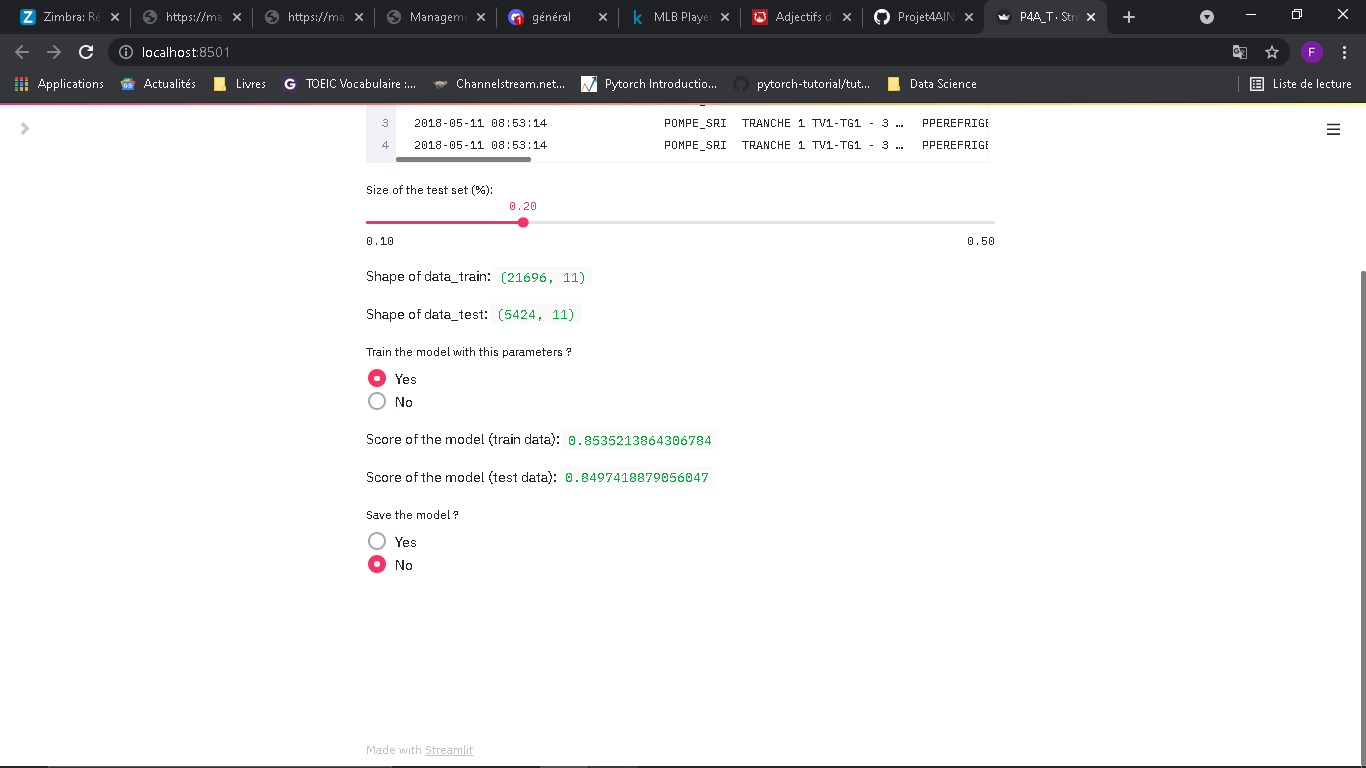 Zimbra: Ré
https://ma
https://ma
Manageme
général
MLB Player
Adjectifs d
Projet4AIN
P4A_T · Str
localhost:8501
F
Applications
Actualités
Livres
TOEIC Vocabulaire :...
Channelstream.net...
Pytorch Introductio...
pytorch-tutorial/tut...
Data Science
Liste de lecture
3 2018-05-11 08:53:14 POMPE_SRI TRANCHE 1 TV1-TG1 - 3 … PPEREFRIGE
4 2018-05-11 08:53:14 POMPE_SRI TRANCHE 1 TV1-TG1 - 3 … PPEREFRIGE
Size of the test set (%):
0.20
0.10 0.50
Shape of data_train: (21696, 11)
Shape of data_test: (5424, 11)
Train the model with this parameters ?
Yes
No
Score of the model (train data): 0.8535213864306784
Score of the model (test data): 0.8497418879056047
Save the model ?
Yes
No
Made with Streamlit